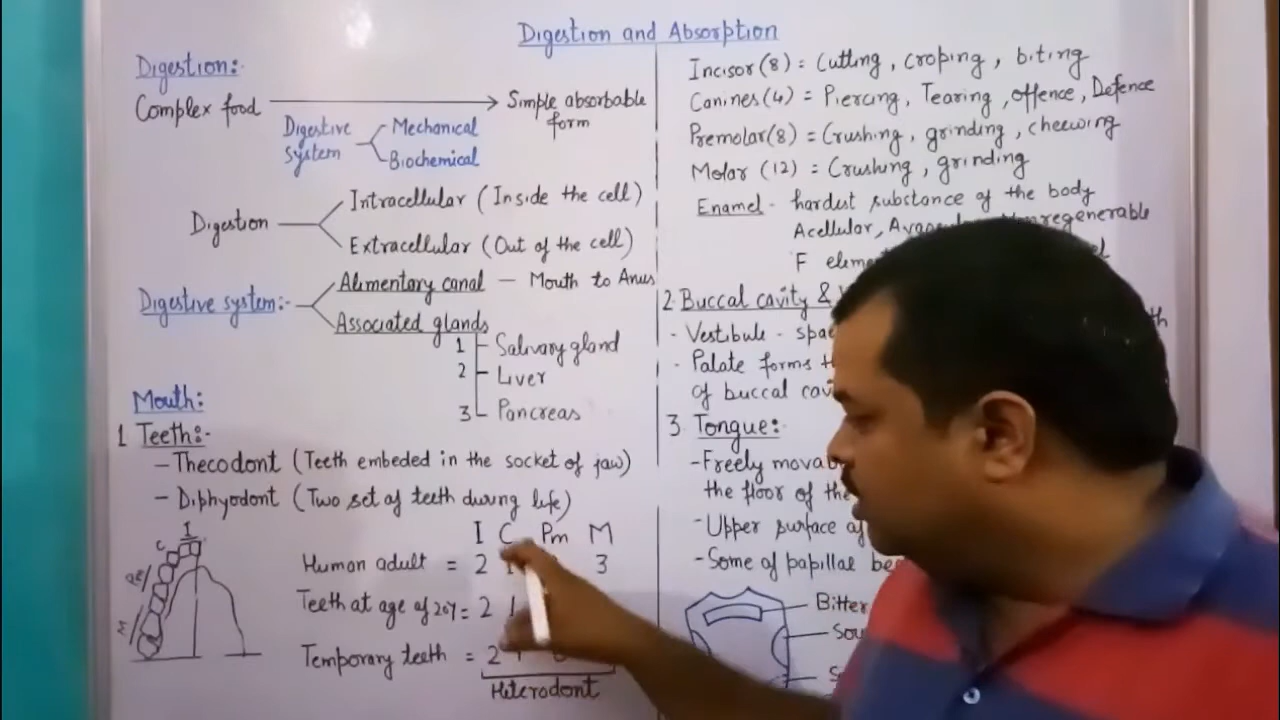 Digestion and Absorption
Digestion:-
Complex food → Simple absorbable form
Digestive system
Mechanical
Biochemical
Digestion
Intracellular (Inside the cell)
Extracellular (Out of the cell)
Digestive system:-
Alimentary canal — Mouth to Anus
Associated glands
1 Salivary gland
2 Liver
3 Pancreas
Mouth:
1 Teeth:-
- Thecodont (Teeth embeded in the socket of jaw)
- Diphyodont (Two set of teeth during life)
I C Pm M
Human adult = 2 1 3
Teeth at age of 20y = 2 1
Temporary teeth = 2 1
Heterodont
I
C
Pm
M
Incisor (8) = Cutting, croping, biting
Canines (4) = Piercing, Tearing, offence, Defence
Premolar (8) = Crushing, grinding, cheewing
Molar (12) = Crushing, grinding
Enamel - hardest substance of the body
Acellular,
F
2. Buccal cavity &
- Vestibule -
- Palate forms
of buccal
3. Tongue:
- Freely
the floor of the
- Upper surface
- Some of papillae
Bitter